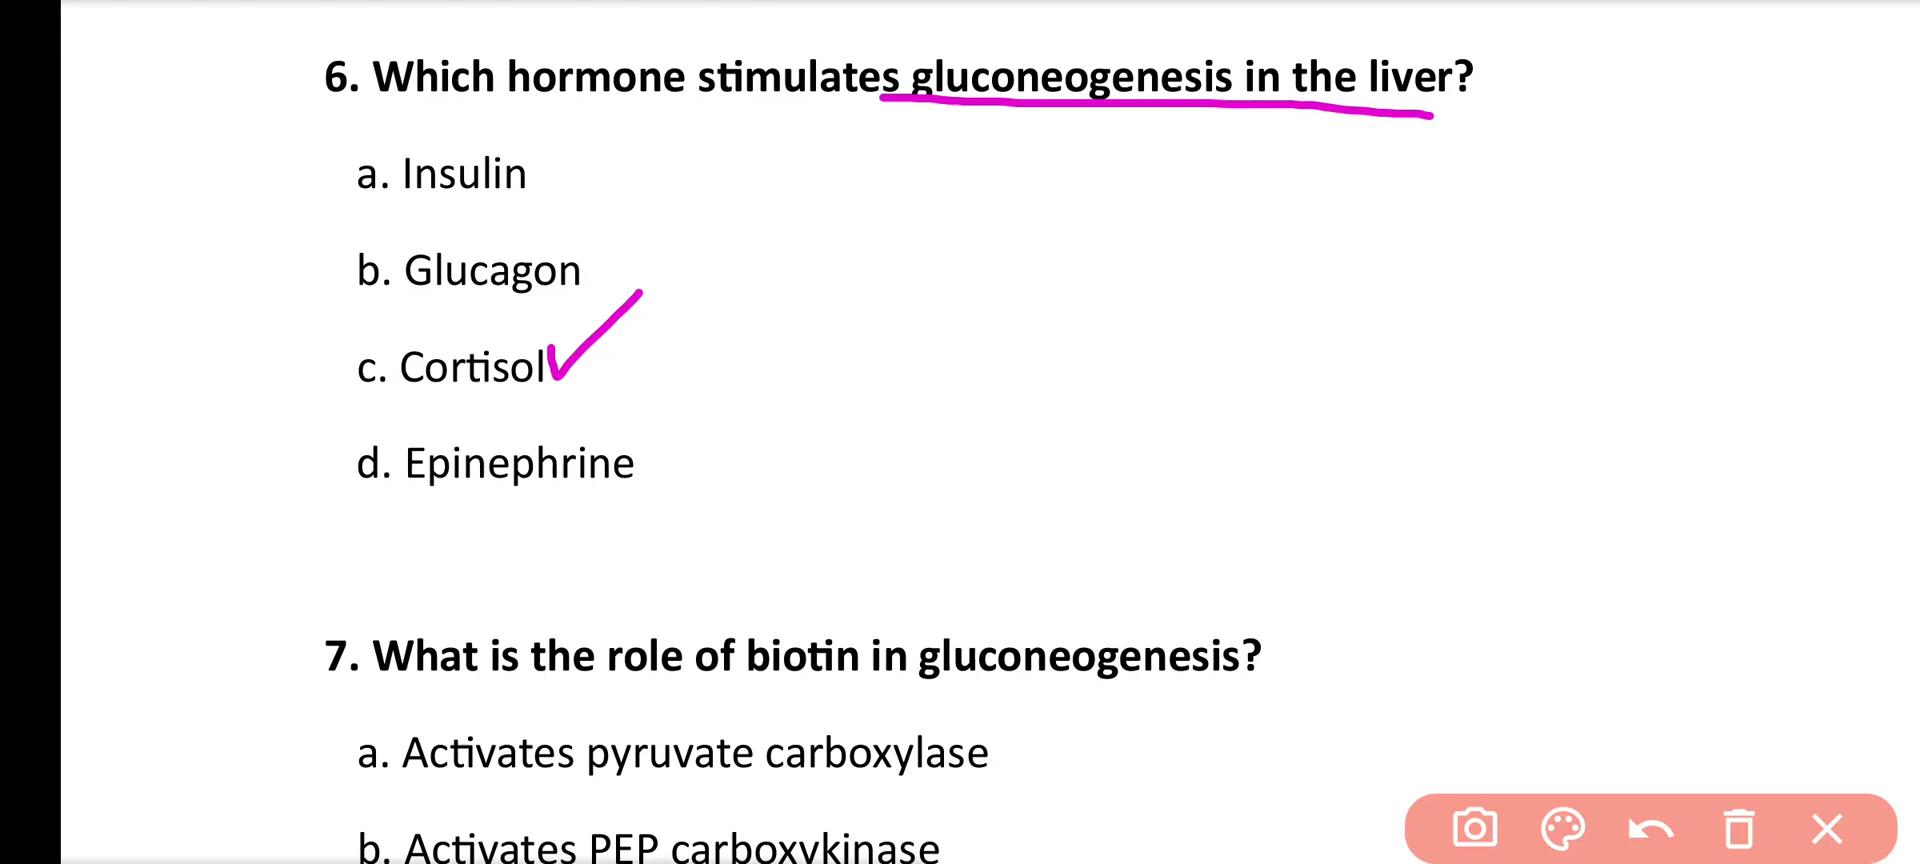 6. Which hormone stimulates gluconeogenesis in the liver?
a. Insulin
b. Glucagon
c. Cortisol
d. Epinephrine
7. What is the role of biotin in gluconeogenesis?
a. Activates pyruvate carboxylase
b. Activates PEP carboxykinase